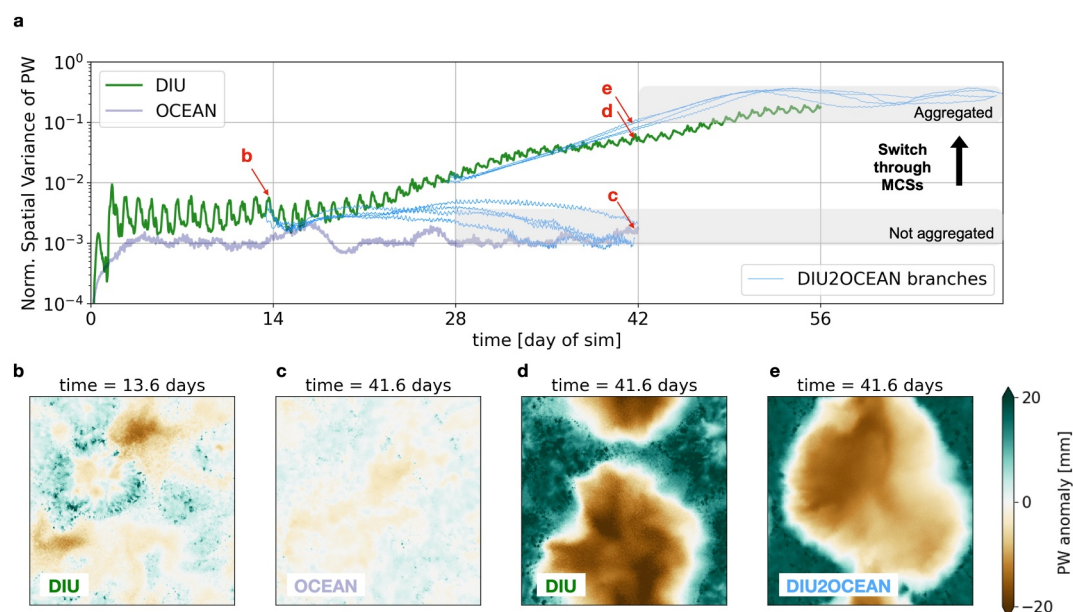 a
Norm. Spatial Variance of PW
10⁰
10⁻¹
10⁻²
10⁻³
10⁻⁴
DIU
OCEAN
b
e
d
c
Aggregated
Switch
through
MCSs
Not aggregated
DIU2OCEAN branches
0 14 28 42 56
time [day of sim]
b
time = 13.6 days
DIU
c
time = 41.6 days
OCEAN
d
time = 41.6 days
DIU
e
time = 41.6 days
DIU2OCEAN
20
0
−20
PW anomaly [mm]